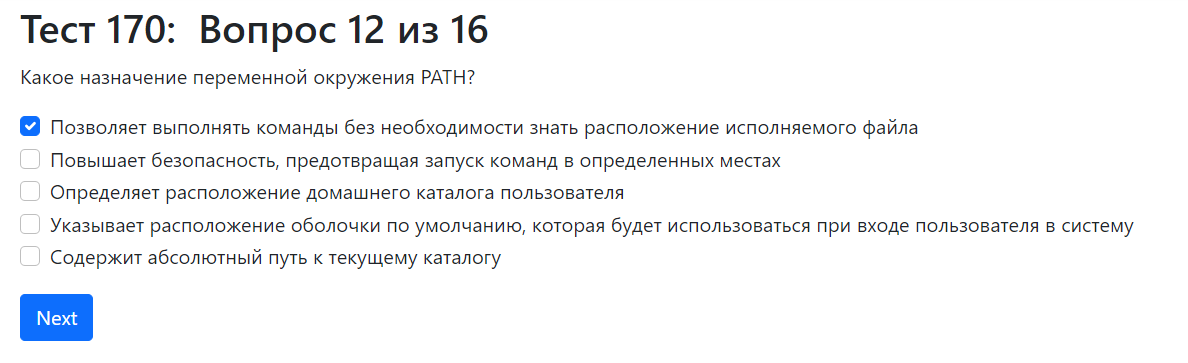 Тест 170: Вопрос 12 из 16
Какое назначение переменной окружения PATH?
Позволяет выполнять команды без необходимости знать расположение исполняемого файла
Повышает безопасность, предотвращая запуск команд в определенных местах
Определяет расположение домашнего каталога пользователя
Указывает расположение оболочки по умолчанию, которая будет использоваться при входе пользователя в систему
Содержит абсолютный путь к текущему каталогу
Next